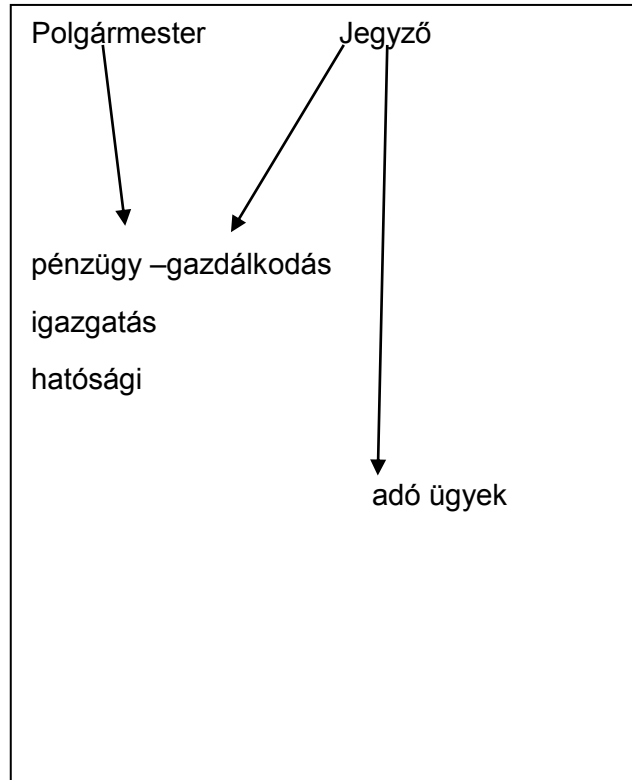 Polgármester Jegyző
pénzügy –gazdálkodás
igazgatás
hatósági
adó ügyek